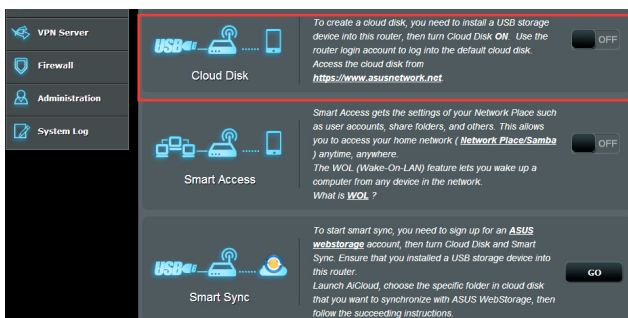 VPN Server
Firewall
Administration
System Log
USB
Cloud Disk
To create a cloud disk, you need to install a USB storage
device into this router, then turn Cloud Disk ON. Use the
router login account to log into the default cloud disk.
Access the cloud disk from
https://www.asusnetwork.net.
OFF
Smart Access
Smart Access gets the settings of your Network Place such
as user accounts, share folders, and others. This allows
you to access your home network ( Network Place/Samba
) anytime, anywhere.
The WOL (Wake-On-LAN) feature lets you wake up a
computer from any device in the network.
What is WOL ?
OFF
USB
Smart Sync
To start smart sync, you need to sign up for an ASUS
webstorage account, then turn Cloud Disk and Smart
Sync. Ensure that you installed a USB storage device into
this router.
Launch AiCloud, choose the specific folder in cloud disk
that you want to synchronize with ASUS WebStorage, then
follow the succeeding instructions.
GO